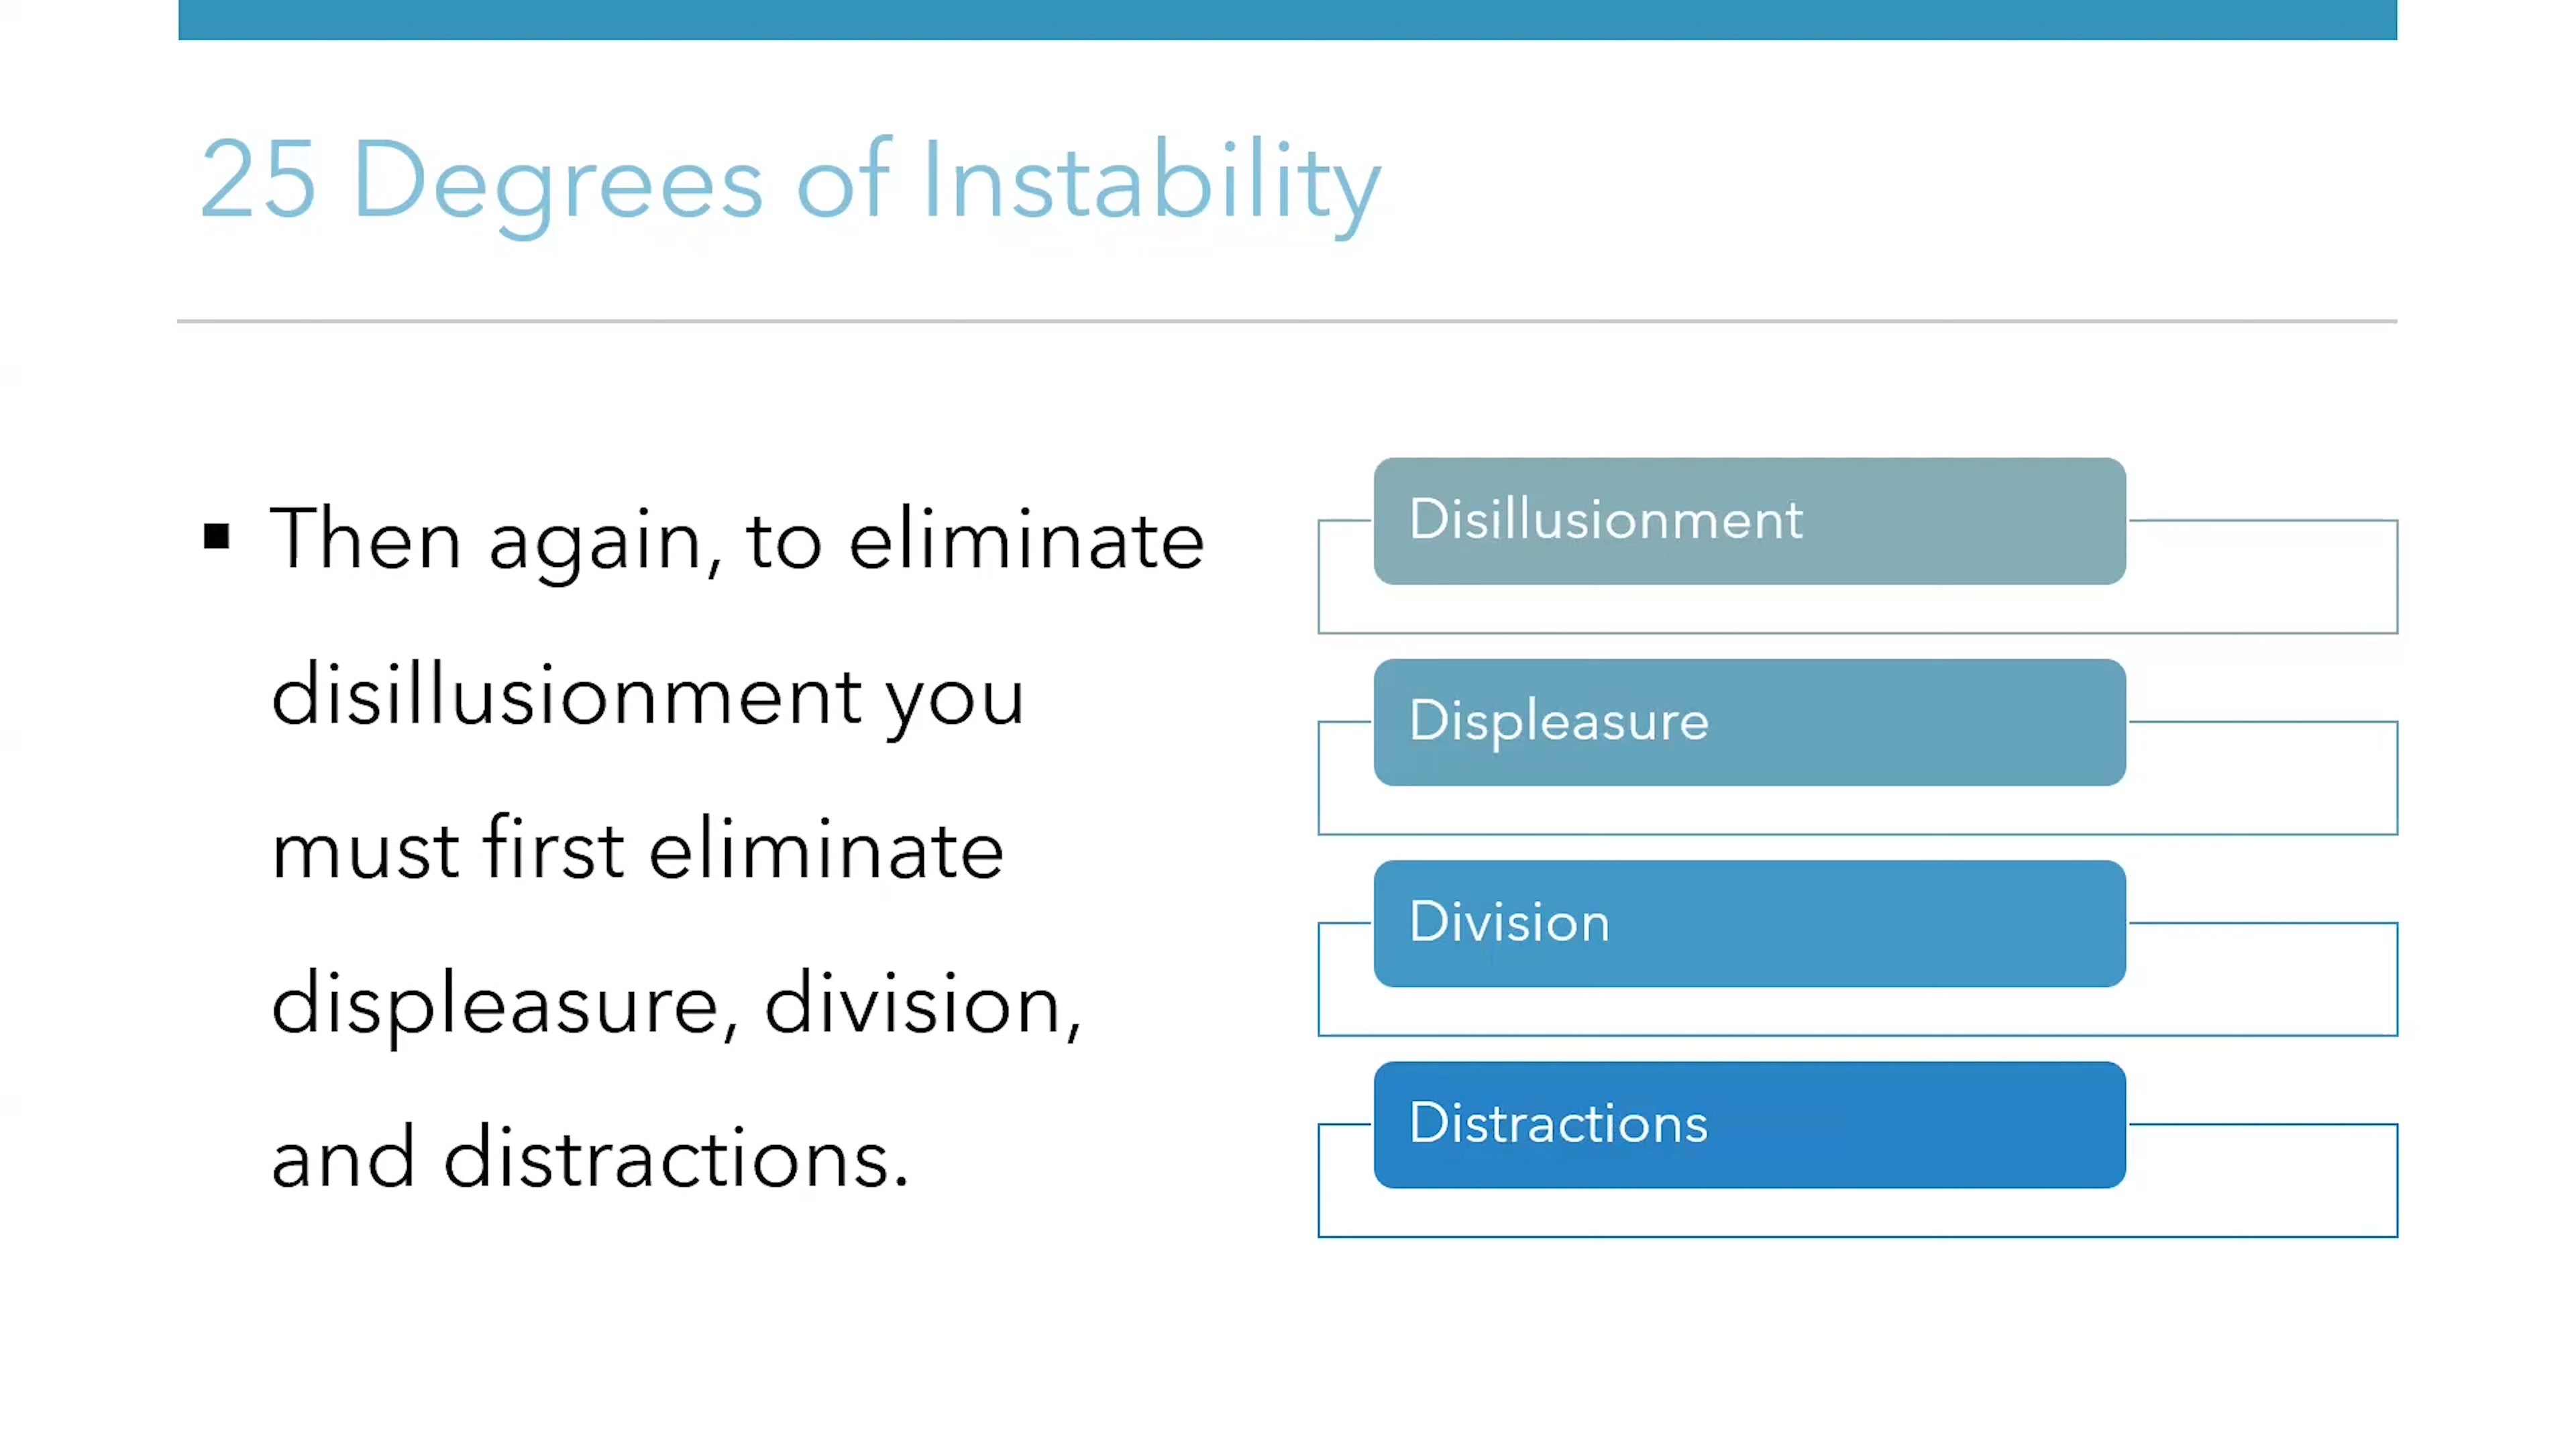 25 Degrees of Instability
▪ Then again, to eliminate
disillusionment you
must first eliminate
displeasure, division,
and distractions.
Disillusionment
Displeasure
Division
Distractions